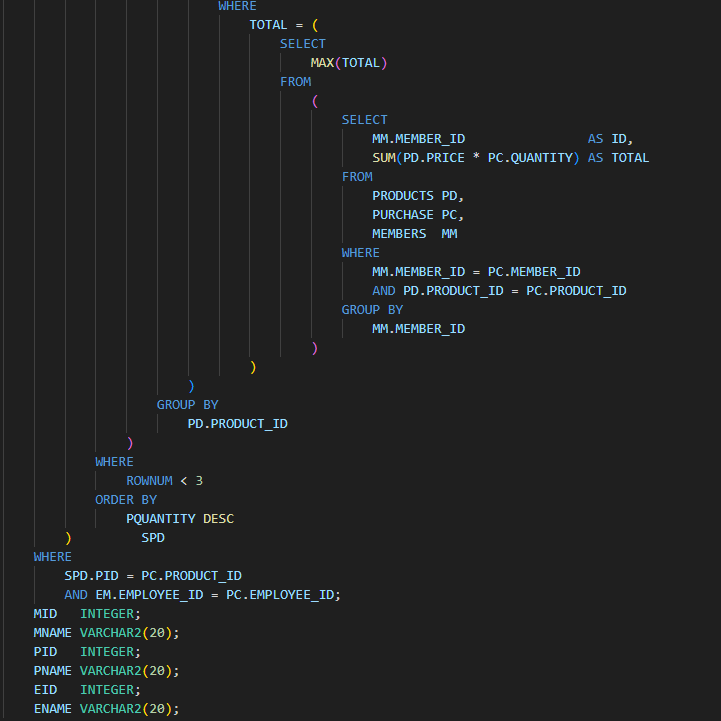 WHERE
TOTAL = (
SELECT
MAX(TOTAL)
FROM
(
SELECT
MM.MEMBER_ID AS ID,
SUM(PD.PRICE * PC.QUANTITY) AS TOTAL
FROM
PRODUCTS PD,
PURCHASE PC,
MEMBERS MM
WHERE
MM.MEMBER_ID = PC.MEMBER_ID
AND PD.PRODUCT_ID = PC.PRODUCT_ID
GROUP BY
MM.MEMBER_ID
)
)
)
GROUP BY
PD.PRODUCT_ID
)
WHERE
ROWNUM < 3
ORDER BY
PQUANTITY DESC
) SPD
WHERE
SPD.PID = PC.PRODUCT_ID
AND EM.EMPLOYEE_ID = PC.EMPLOYEE_ID;
MID INTEGER;
MNAME VARCHAR2(20);
PID INTEGER;
PNAME VARCHAR2(20);
EID INTEGER;
ENAME VARCHAR2(20);